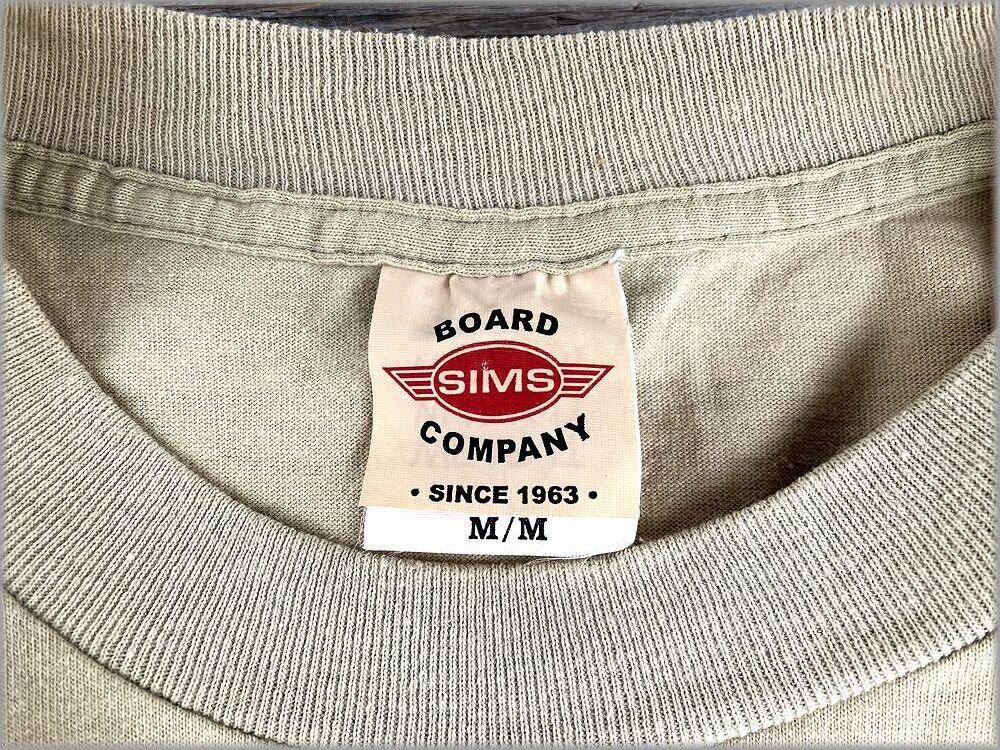 BOARD
SIMS
COMPANY
• SINCE 1963 •
M/M